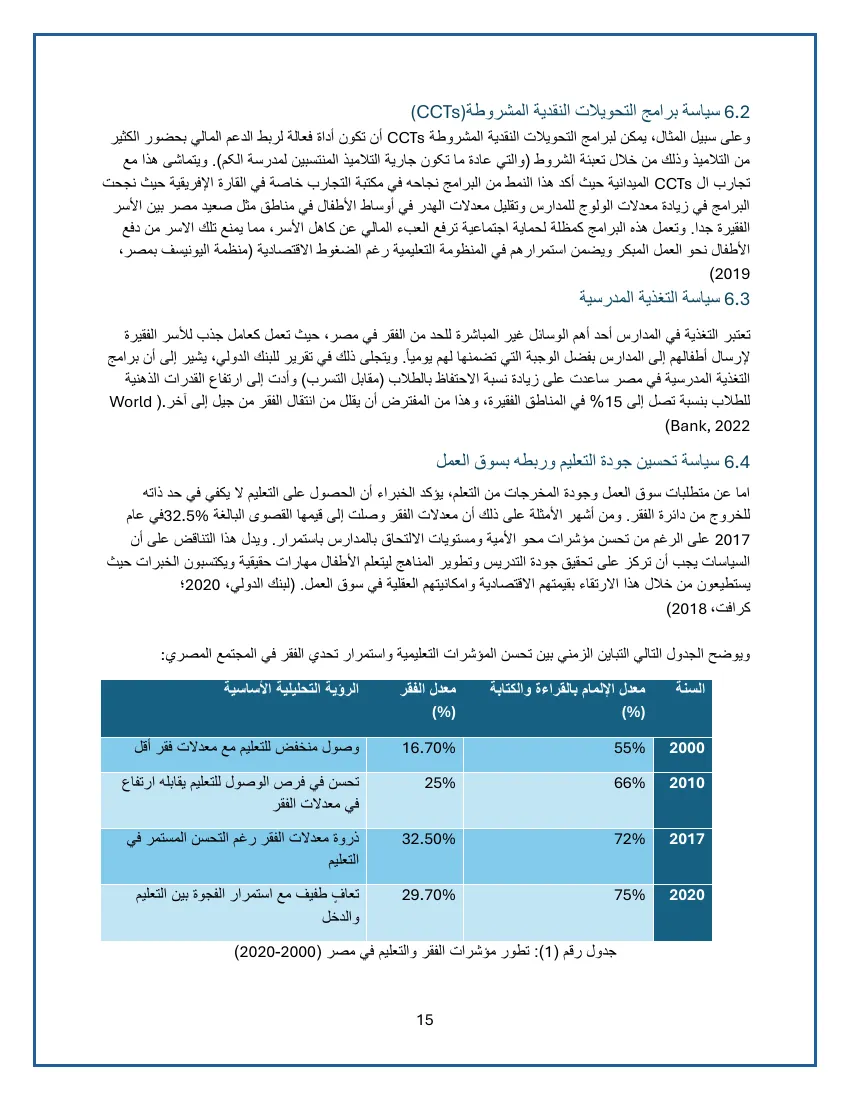 6.2 سياسة برامج التحويلات النقدية المشروطة(CCTs)
وعلى سبيل المثال، يمكن لبرامج التحويلات النقدية المشروطة CCTs أن تكون أداة فعالة لربط الدعم المالي بحضور الكثير
من التلاميذ وذلك من خلال تعبئة الشروط (والتي عادة ما تكون جارية التلاميذ المنتسبين لمدرسة الكم). ويتماشى هذا مع
تجارب ال CCTs الميدانية حيث أكد هذا النمط من البرامج نجاحه في مكتبة التجارب خاصة في القارة الإفريقية حيث نجحت
البرامج في زيادة معدلات الولوج للمدارس وتقليل معدلات الهدر في أوساط الأطفال في مناطق مثل صعيد مصر بين الأسر
الفقيرة جدا. وتعمل هذه البرامج كمظلة لحماية اجتماعية ترفع العبء المالي عن كاهل الأسر، مما يمنع تلك الاسر من دفع
الأطفال نحو العمل المبكر ويضمن استمرارهم في المنظومة التعليمية رغم الضغوط الاقتصادية (منظمة اليونيسف بمصر،
2019)
6.3 سياسة التغذية المدرسية
تعتبر التغذية في المدارس أحد أهم الوسائل غير المباشرة للحد من الفقر في مصر، حيث تعمل كعامل جذب للأسر الفقيرة
لإرسال أطفالهم إلى المدارس بفضل الوجبة التي تضمنها لهم يومياً. ويتجلى ذلك في تقرير للبنك الدولي، يشير إلى أن برامج
التغذية المدرسية في مصر ساعدت على زيادة نسبة الاحتفاظ بالطلاب (مقابل التسرب) وأدت إلى ارتفاع القدرات الذهنية
للطلاب بنسبة تصل إلى 15% في المناطق الفقيرة، وهذا من المفترض أن يقلل من انتقال الفقر من جيل إلى آخر.( World
Bank, 2022)
6.4 سياسة تحسين جودة التعليم وربطه بسوق العمل
اما عن متطلبات سوق العمل وجودة المخرجات من التعلم، يؤكد الخبراء أن الحصول على التعليم لا يكفي في حد ذاته
للخروج من دائرة الفقر. ومن أشهر الأمثلة على ذلك أن معدلات الفقر وصلت إلى قيمها القصوى البالغة 32.5%في عام
2017 على الرغم من تحسن مؤشرات محو الأمية ومستويات الالتحاق بالمدارس باستمرار. ويدل هذا التناقض على أن
السياسات يجب أن تركز على تحقيق جودة التدريس وتطوير المناهج ليتعلم الأطفال مهارات حقيقية ويكتسبون الخبرات حيث
يستطيعون من خلال هذا الارتقاء بقيمتهم الاقتصادية وامكانيتهم العقلية في سوق العمل. (لبنك الدولي، 2020؛
كرافت، 2018)
ويوضح الجدول التالي التباين الزمني بين تحسن المؤشرات التعليمية واستمرار تحدي الفقر في المجتمع المصري:
السنة معدل الإلمام بالقراءة والكتابة معدل الفقر الرؤية التحليلية الأساسية
(%) (%)
2000 55% 16.70% وصول منخفض للتعليم مع معدلات فقر أقل
2010 66% 25% تحسن في فرص الوصول للتعليم يقابله ارتفاع
في معدلات الفقر
2017 72% 32.50% ذروة معدلات الفقر رغم التحسن المستمر في
التعليم
2020 75% 29.70% تعافٍ طفيف مع استمرار الفجوة بين التعليم
والدخل
جدول رقم (1): تطور مؤشرات الفقر والتعليم في مصر (2000-2020)
15